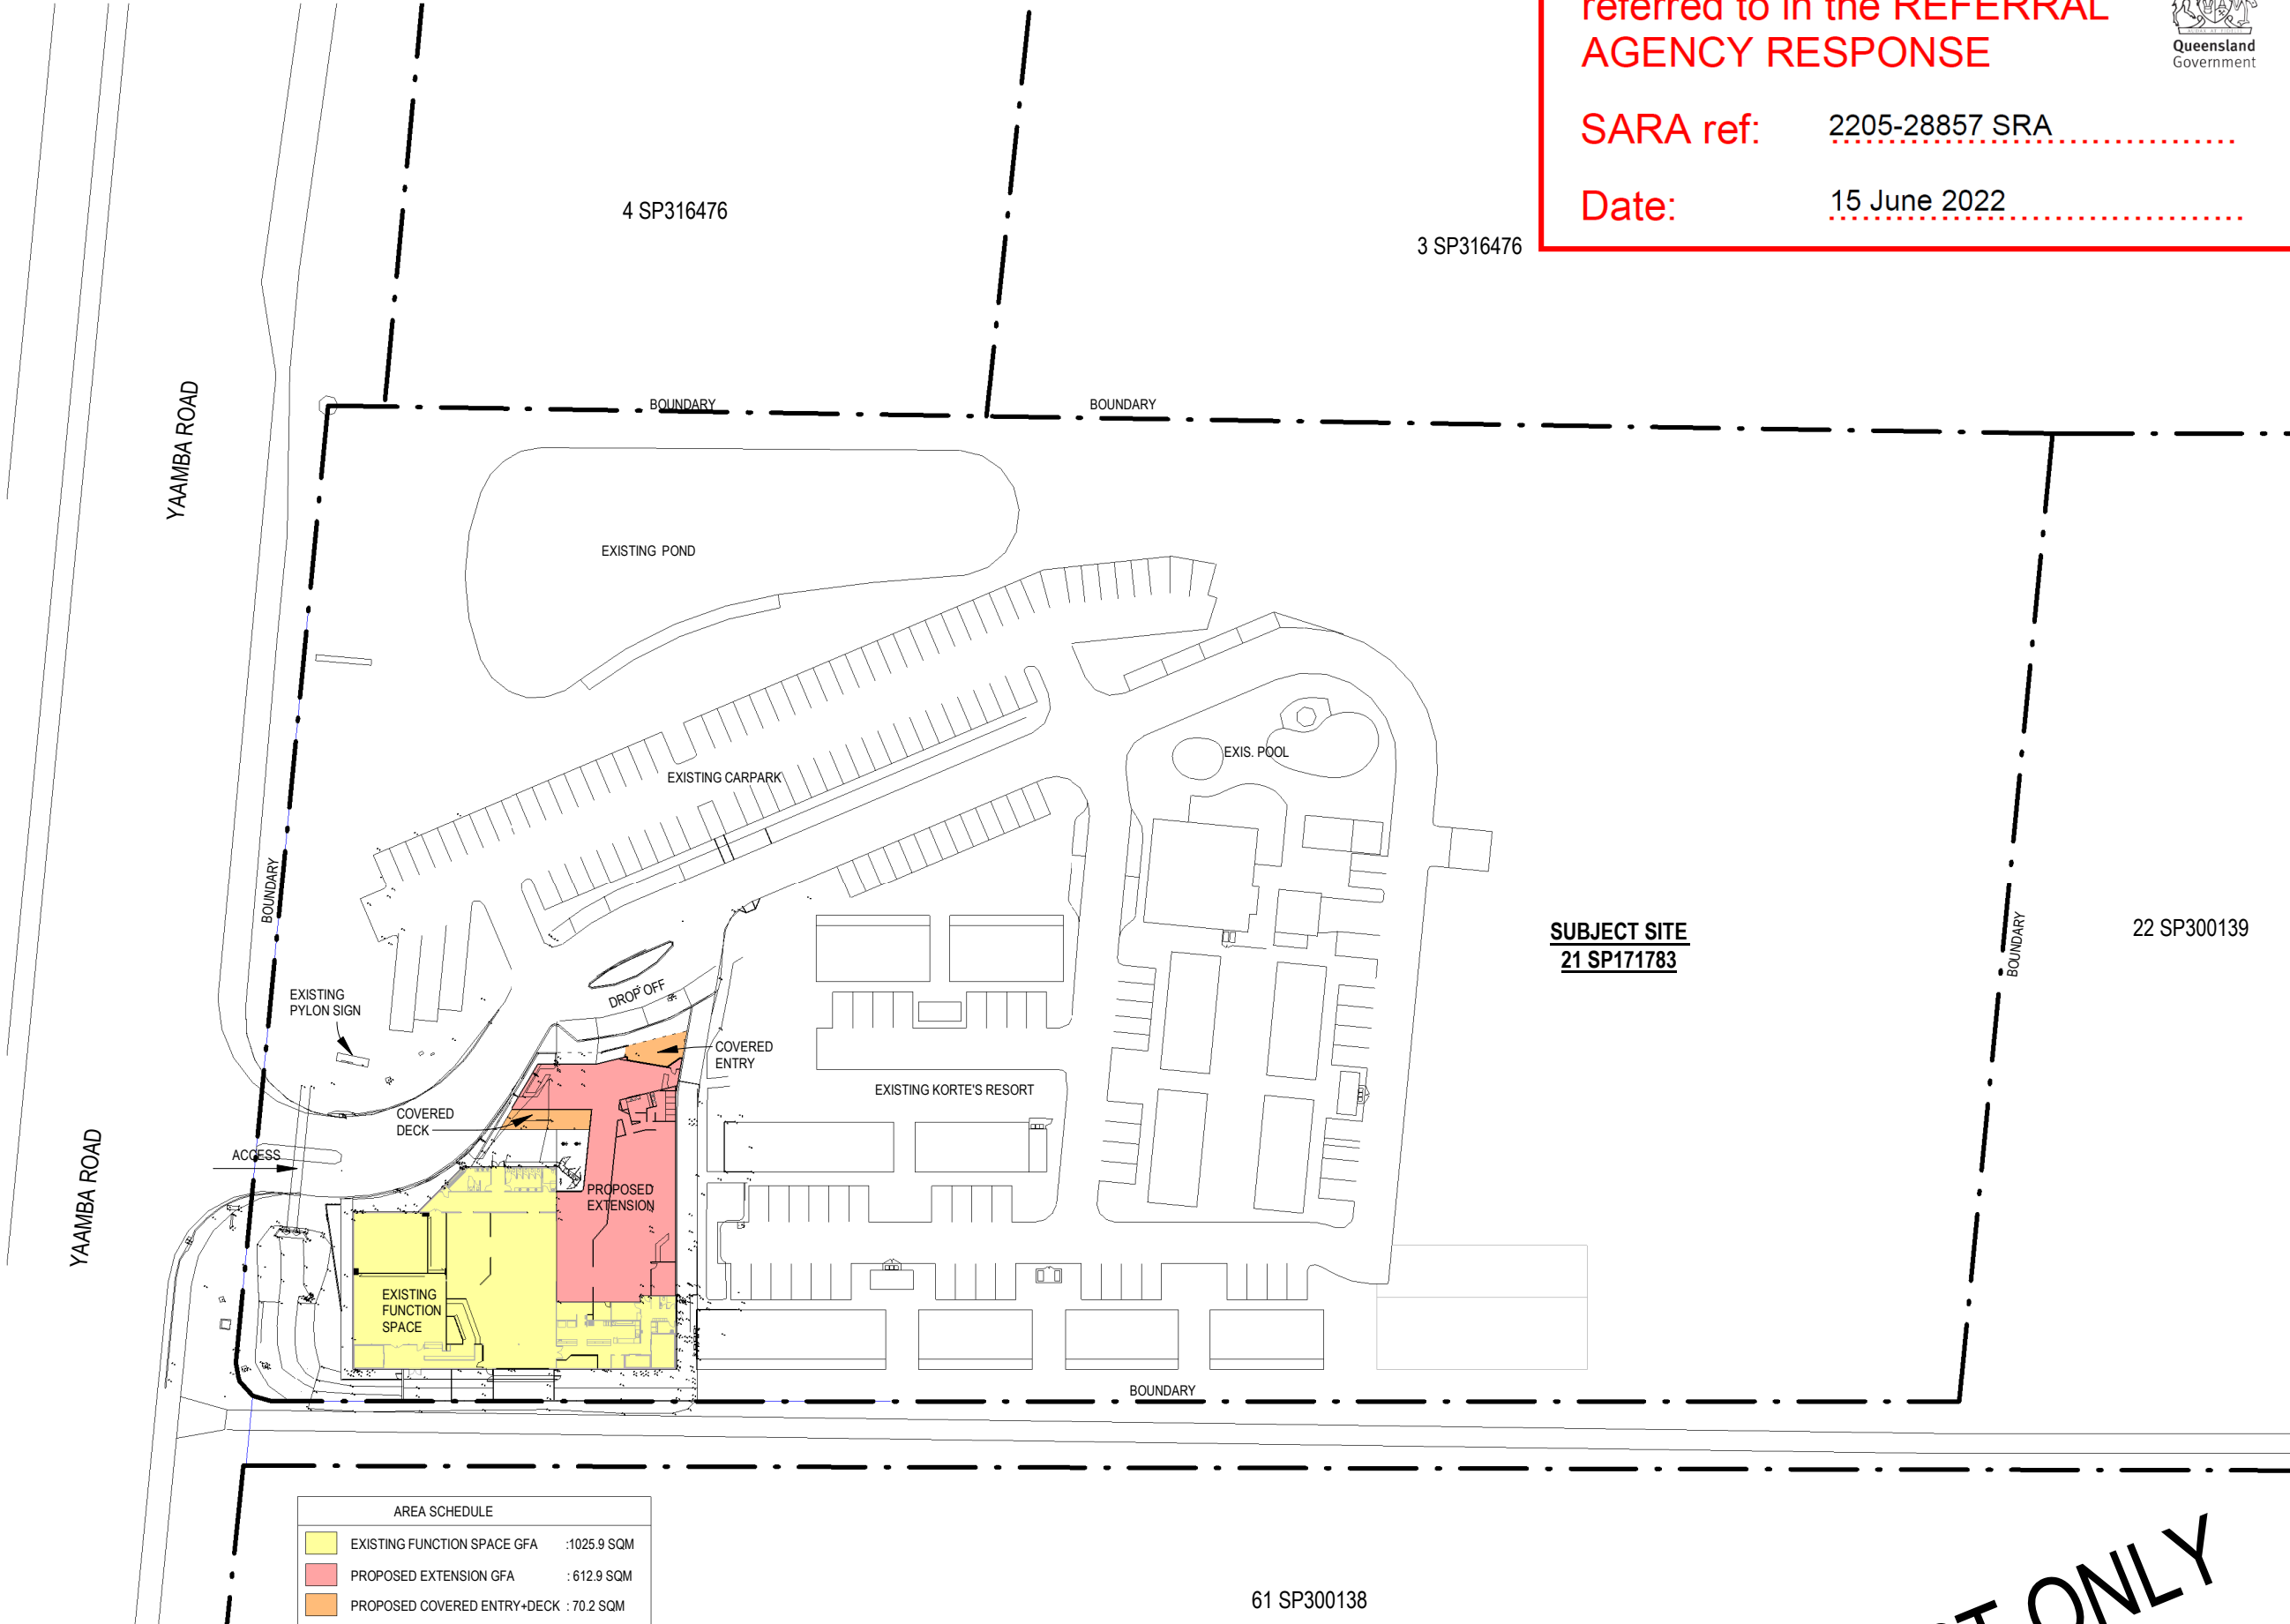 referred to in the REFERRAL
AGENCY RESPONSE
Queensland
Government
SARA ref: 2205-28857 SRA
Date: 15 June 2022
4 SP316476
3 SP316476
YAAMBA ROAD
BOUNDARY
BOUNDARY
EXISTING POND
EXIS. POOL
EXISTING CARPARK
BOUNDARY
SUBJECT SITE
21 SP171783
22 SP300139
BOUNDARY
EXISTING
PYLON SIGN
DROP OFF
COVERED
ENTRY
EXISTING KORTE'S RESORT
COVERED
DECK
ACCESS
YAAMBA ROAD
PROPOSED
EXTENSION
EXISTING
FUNCTION
SPACE
BOUNDARY
AREA SCHEDULE
EXISTING FUNCTION SPACE GFA :1025.9 SQM
PROPOSED EXTENSION GFA : 612.9 SQM
PROPOSED COVERED ENTRY+DECK : 70.2 SQM
61 SP300138
ONLY